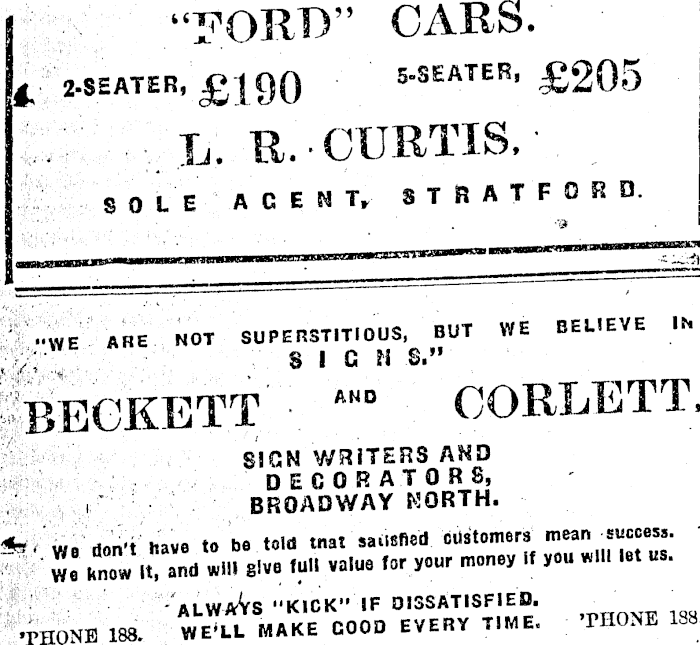 "FORD" CARS.
2-SEATER, £190 5-SEATER, £205
L. R. CURTIS,
SOLE AGENT, STRATFORD.
"WE ARE NOT SUPERSTITIOUS, BUT WE BELIEVE IN
SIGNS."
BECKETT AND CORLETT,
SIGN WRITERS AND
DECORATORS,
BROADWAY NORTH.
We don't have to be told that satisfied customers mean success.
We know it, and will give full value for your money if you will let us.
ALWAYS "KICK" IF DISSATISFIED.
'PHONE 188. WE'LL MAKE GOOD EVERY TIME. 'PHONE 188